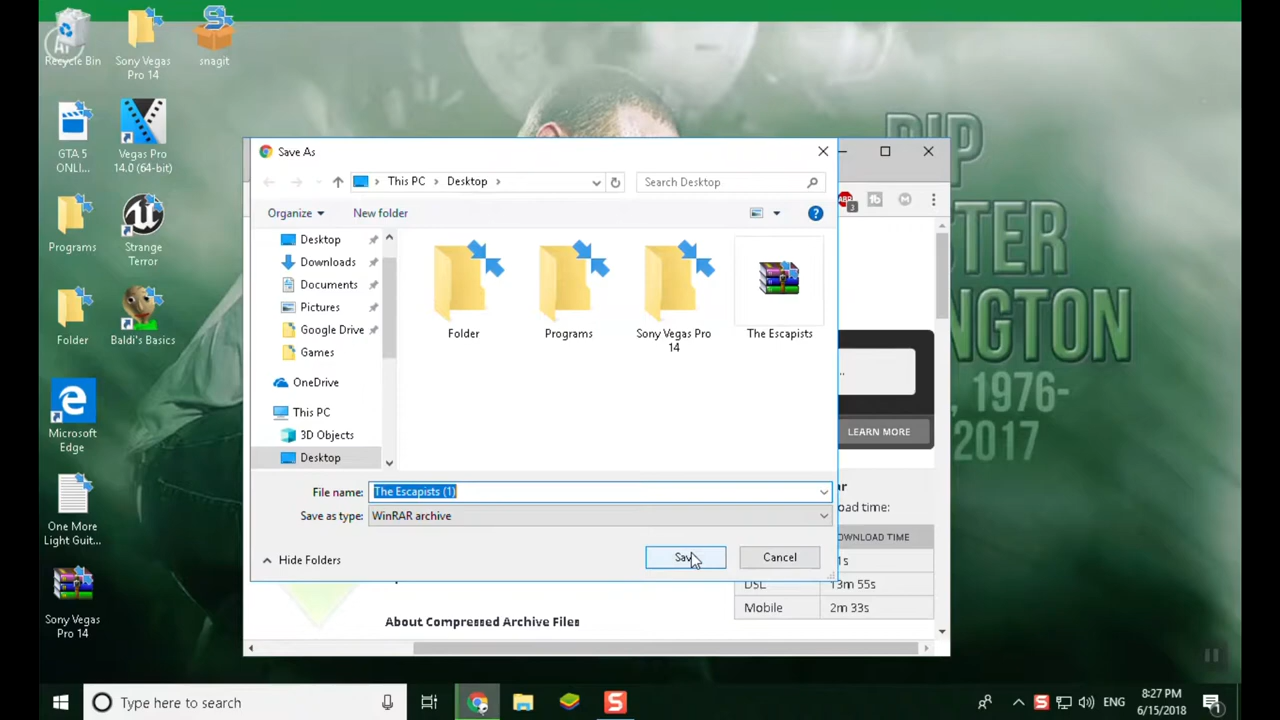 Recycle Bin
Sony Vegas
Pro 14
snagit
GTA 5
ONLI...
Vegas Pro
14.0 (64-bit)
Programs
Strange
Terror
Folder
Baldi's Basics
Microsoft
Edge
One More
Light Guit...
Sony Vegas
Pro 14
Save As
This PC
Desktop
Search Desktop
Organize
New folder
Desktop
Downloads
Documents
Pictures
Google Drive
Games
OneDrive
This PC
3D Objects
Desktop
Folder
Programs
Sony Vegas Pro
14
The Escapists
File name: The Escapists (1)
Save as type: WinRAR archive
Hide Folders
Cancel
ABP
3
LEARN MORE
DSL 13m 55s
Mobile 2m 33s
About Compressed Archive Files
RIP
, 1976-
2017
Type here to search
ENG
8:27 PM
6/15/2018
1